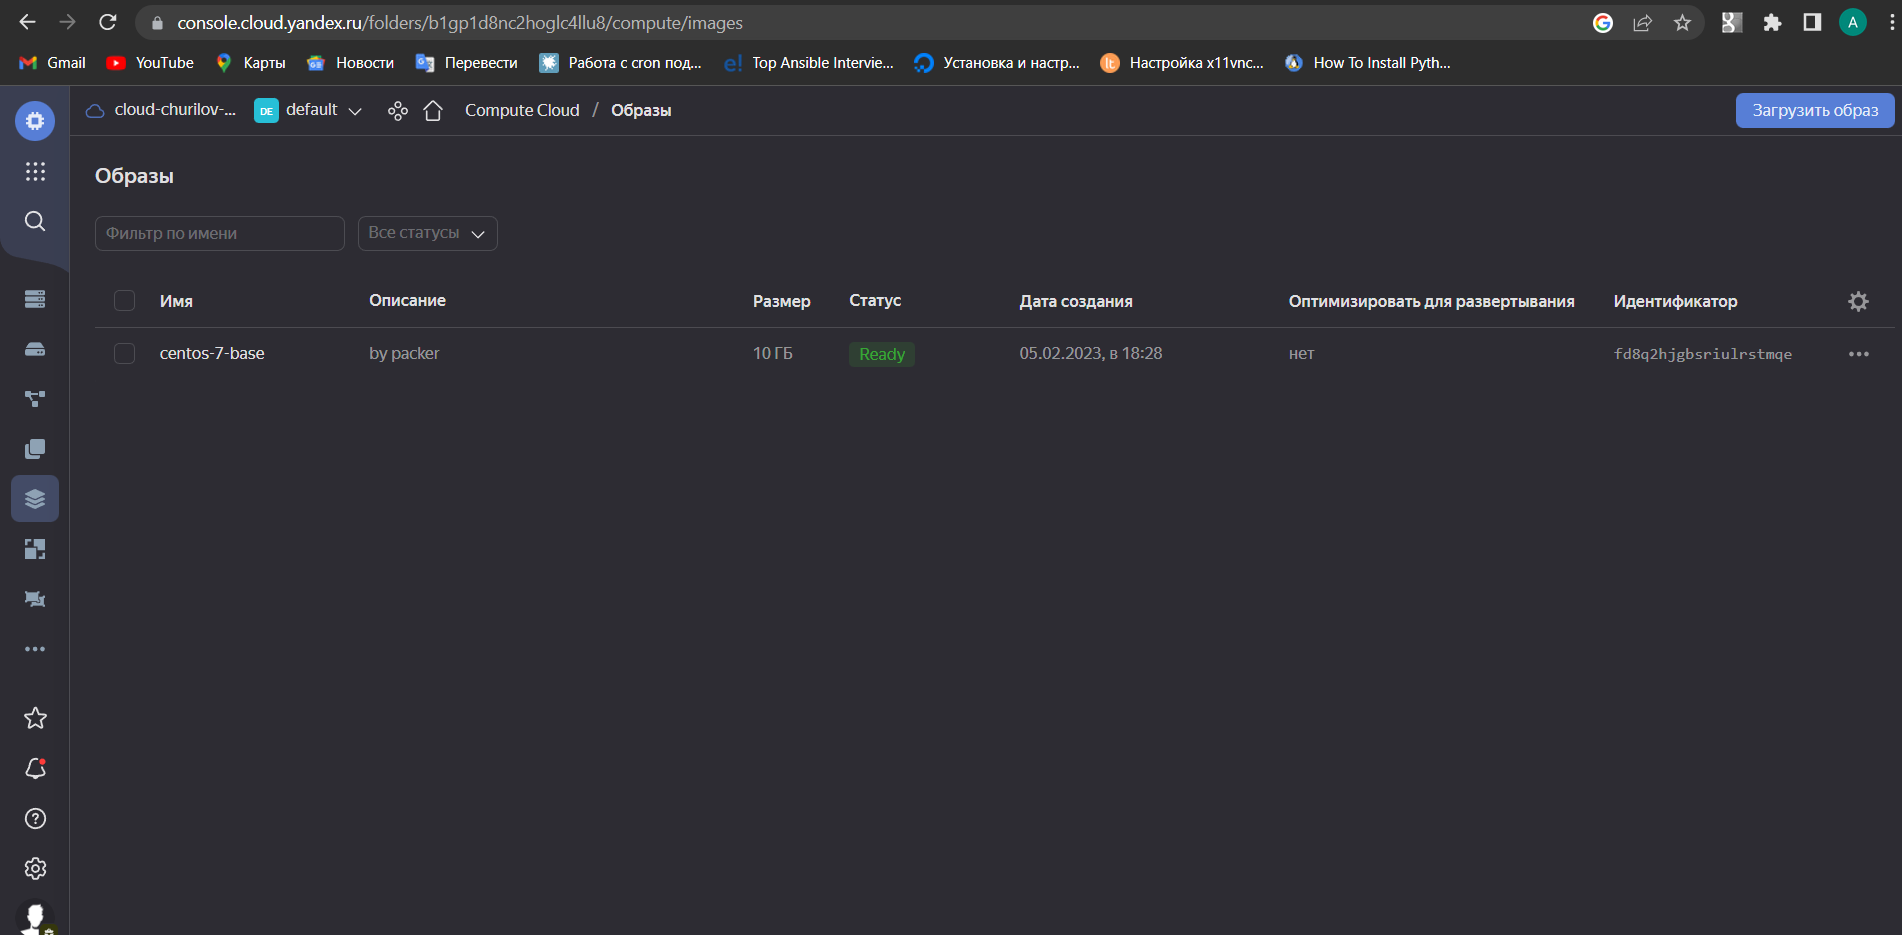 console.cloud.yandex.ru/folders/b1gp1d8nc2hoglc4llu8/compute/images
A
Gmail YouTube Карты Новости Перевести Работа с cron под... e! Top Ansible Intervie... Установка и настр... lt Настройка x11vnc... How To Install Pyth...
cloud-churilov-... DE default Compute Cloud / Образы Загрузить образ
Образы
Фильтр по имени Все статусы
Имя Описание Размер Статус Дата создания Оптимизировать для развертывания Идентификатор
centos-7-base by packer 10 ГБ Ready 05.02.2023, в 18:28 нет fd8q2hjgbsriulrstmqe